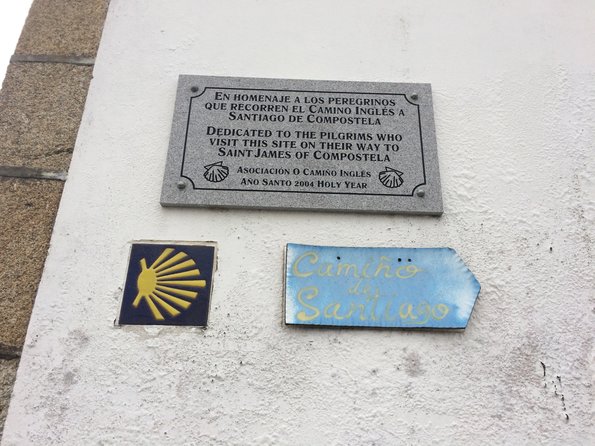 En homenaje a los peregrinos
que recorren el Camino Inglés a
Santiago de Compostela
Dedicated to the pilgrims who
visit this site on their way to
Saint James of Compostela
Asociación O Camiño Inglés
Año Santo 2004 Holy Year
Camiño
de
Santiago